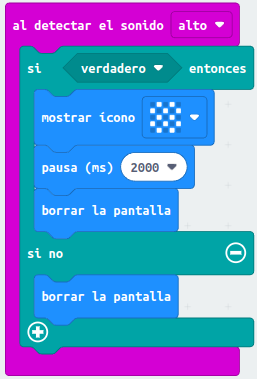 al detectar el sonido alto
si verdadero entonces
mostrar icono
pausa (ms) 2000
borrar la pantalla
si no
borrar la pantalla